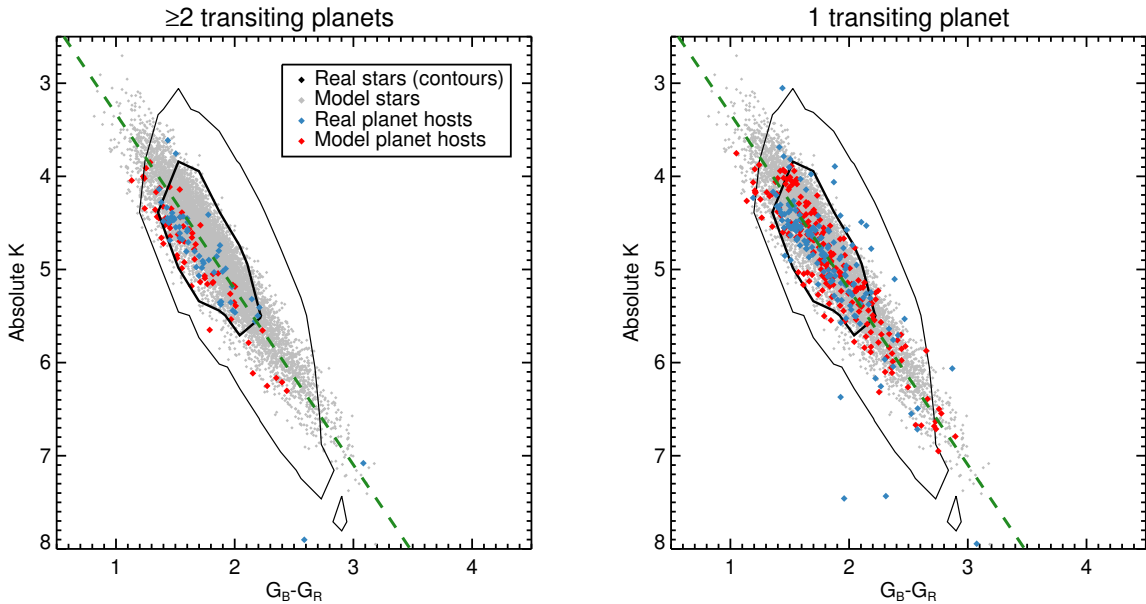 ≥2 transiting planets
1 transiting planet
Real stars (contours)
Model stars
Real planet hosts
Model planet hosts
Absolute K
3
4
5
6
7
8
1
2
3
4
G_B-G_R
Absolute K
3
4
5
6
7
8
1
2
3
4
G_B-G_R